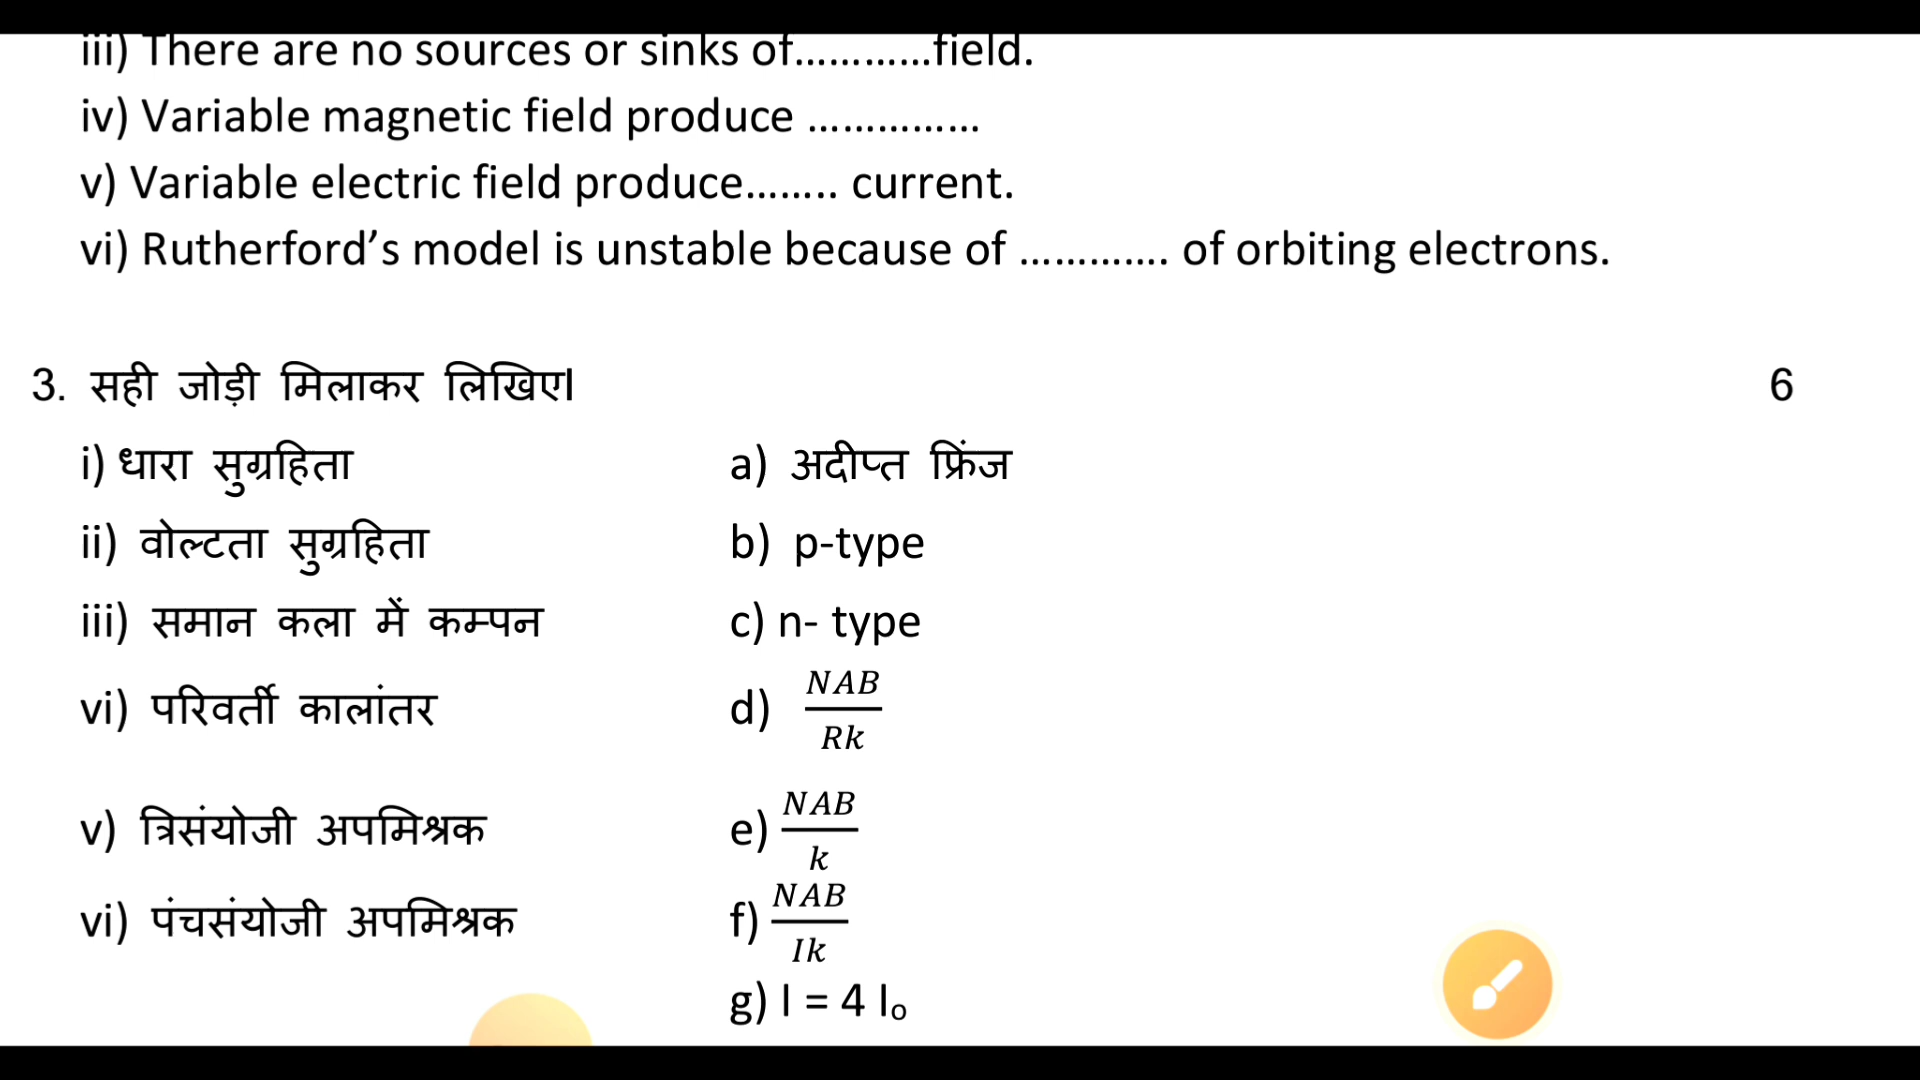 iii) There are no sources or sinks of............field.
iv) Variable magnetic field produce ...............
v) Variable electric field produce........ current.
vi) Rutherford’s model is unstable because of ............. of orbiting electrons.
3. सही जोड़ी मिलाकर लिखिए। 6
i) धारा सुग्रहिता a) अदीप्त फ्रिंज
ii) वोल्टता सुग्रहिता b) p-type
iii) समान कला में कम्पन c) n- type
vi) परिवर्ती कालांतर d) NAB/Rk
v) त्रिसंयोजी अपमिश्रक e) NAB/k
vi) पंचसंयोजी अपमिश्रक f) NAB/Ik
g) I = 4 Iₒ